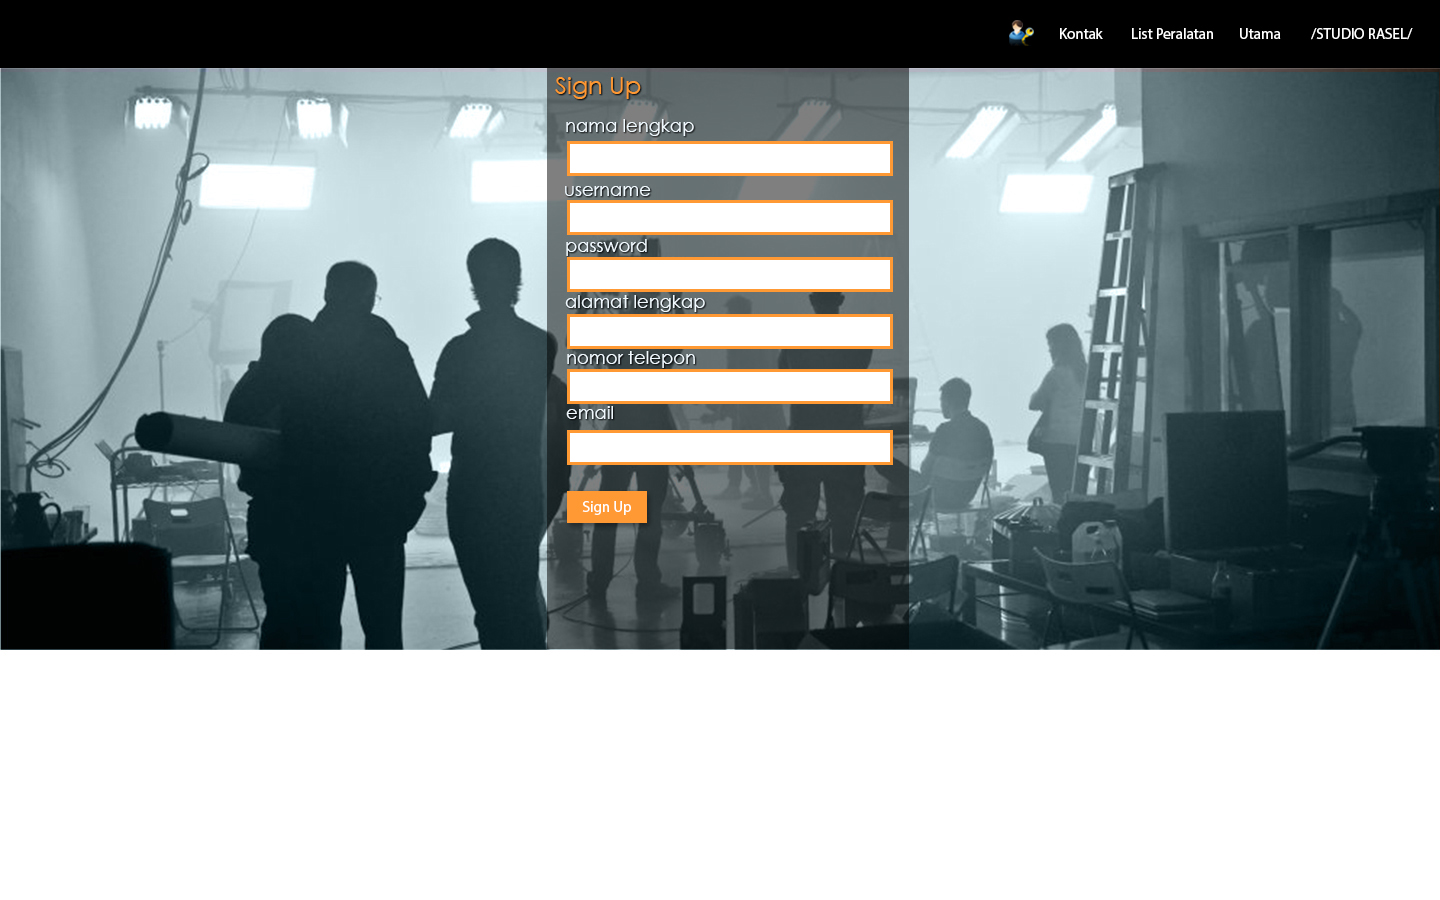 Kontak List Peralatan Utama /STUDIO RASEL/
Sign Up
nama lengkap
username
password
alamat lengkap
nomor telepon
email
Sign Up